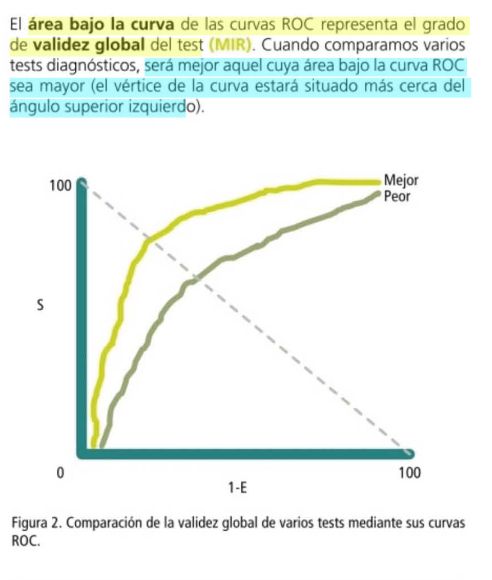 El área bajo la curva de las curvas ROC representa el grado
de validez global del test (MIR). Cuando comparamos varios
tests diagnósticos, será mejor aquel cuya área bajo la curva ROC
sea mayor (el vértice de la curva estará situado más cerca del
ángulo superior izquierdo).
100
Mejor
Peor
S
0
100
1-E
Figura 2. Comparación de la validez global de varios tests mediante sus curvas
ROC.